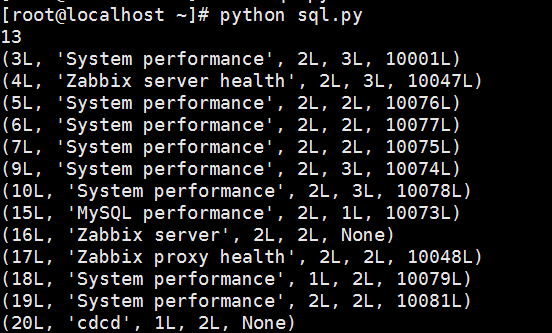 [root@localhost ~]# python sql.py
13
(3L, 'System performance', 2L, 3L, 10001L)
(4L, 'Zabbix server health', 2L, 3L, 10047L)
(5L, 'System performance', 2L, 2L, 10076L)
(6L, 'System performance', 2L, 2L, 10077L)
(7L, 'System performance', 2L, 2L, 10075L)
(9L, 'System performance', 2L, 3L, 10074L)
(10L, 'System performance', 2L, 3L, 10078L)
(15L, 'MySQL performance', 2L, 1L, 10073L)
(16L, 'Zabbix server', 2L, 2L, None)
(17L, 'Zabbix proxy health', 2L, 2L, 10048L)
(18L, 'System performance', 1L, 2L, 10079L)
(19L, 'System performance', 2L, 2L, 10081L)
(20L, 'cdcd', 1L, 2L, None)